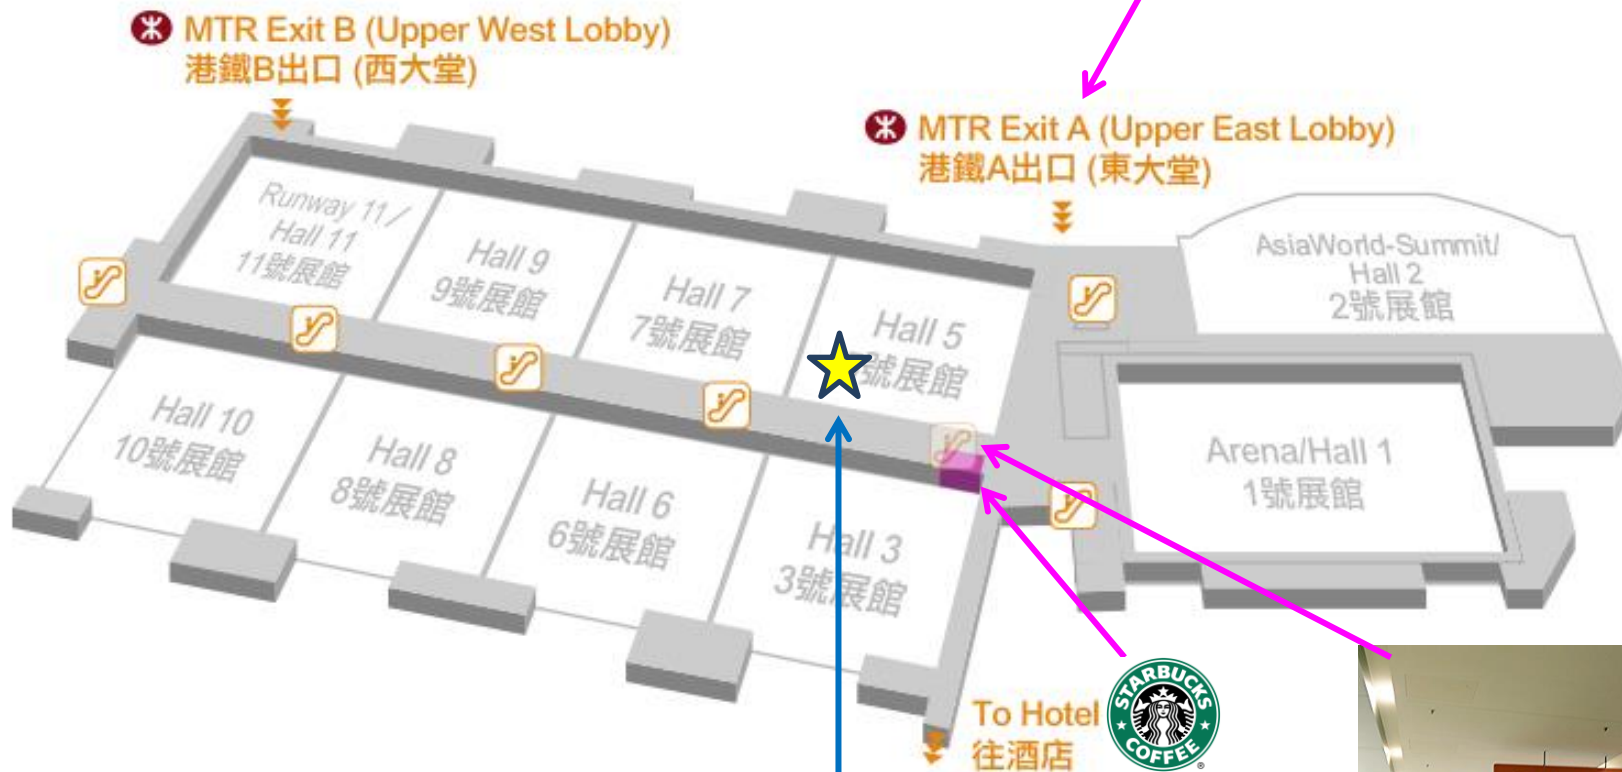 MTR Exit B (Upper West Lobby)
港鐵B出口 (西大堂)
MTR Exit A (Upper East Lobby)
港鐵A出口 (東大堂)
Runway 11/
Hall 11
11號展館
Hall 9
9號展館
Hall 7
7號展館
Hall 5
號展館
AsiaWorld-Summit/
Hall 2
2號展館
Hall 10
10號展館
Hall 8
8號展館
Hall 6
6號展館
Hall 3
3號展館
Arena/Hall 1
1號展館
To Hotel
往酒店
STARBUCKS
COFFEE